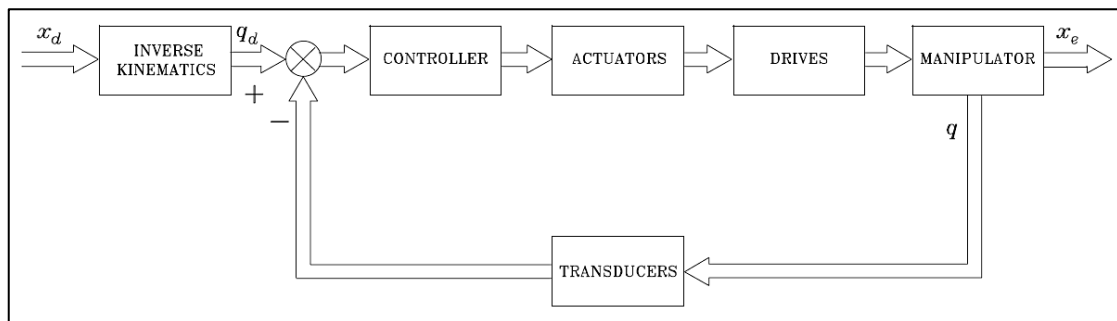 x_d
INVERSE
KINEMATICS
q_d
+
−
CONTROLLER
ACTUATORS
DRIVES
MANIPULATOR
x_e
q
TRANSDUCERS